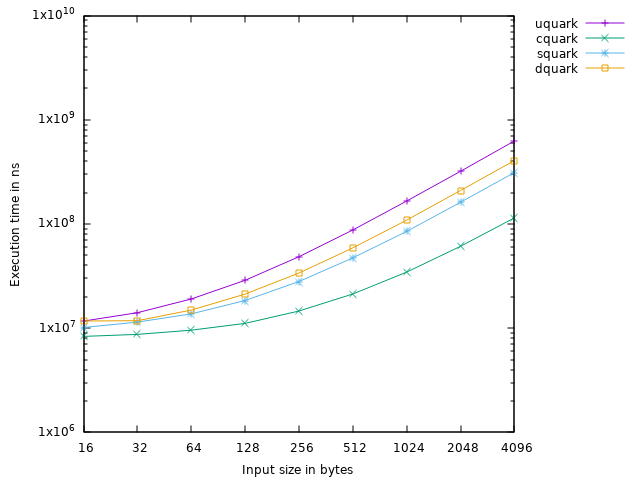 1x10^10
1x10^9
1x10^8
1x10^7
1x10^6
Execution time in ns
16 32 64 128 256 512 1024 2048 4096
Input size in bytes
uquark
cquark
squark
dquark